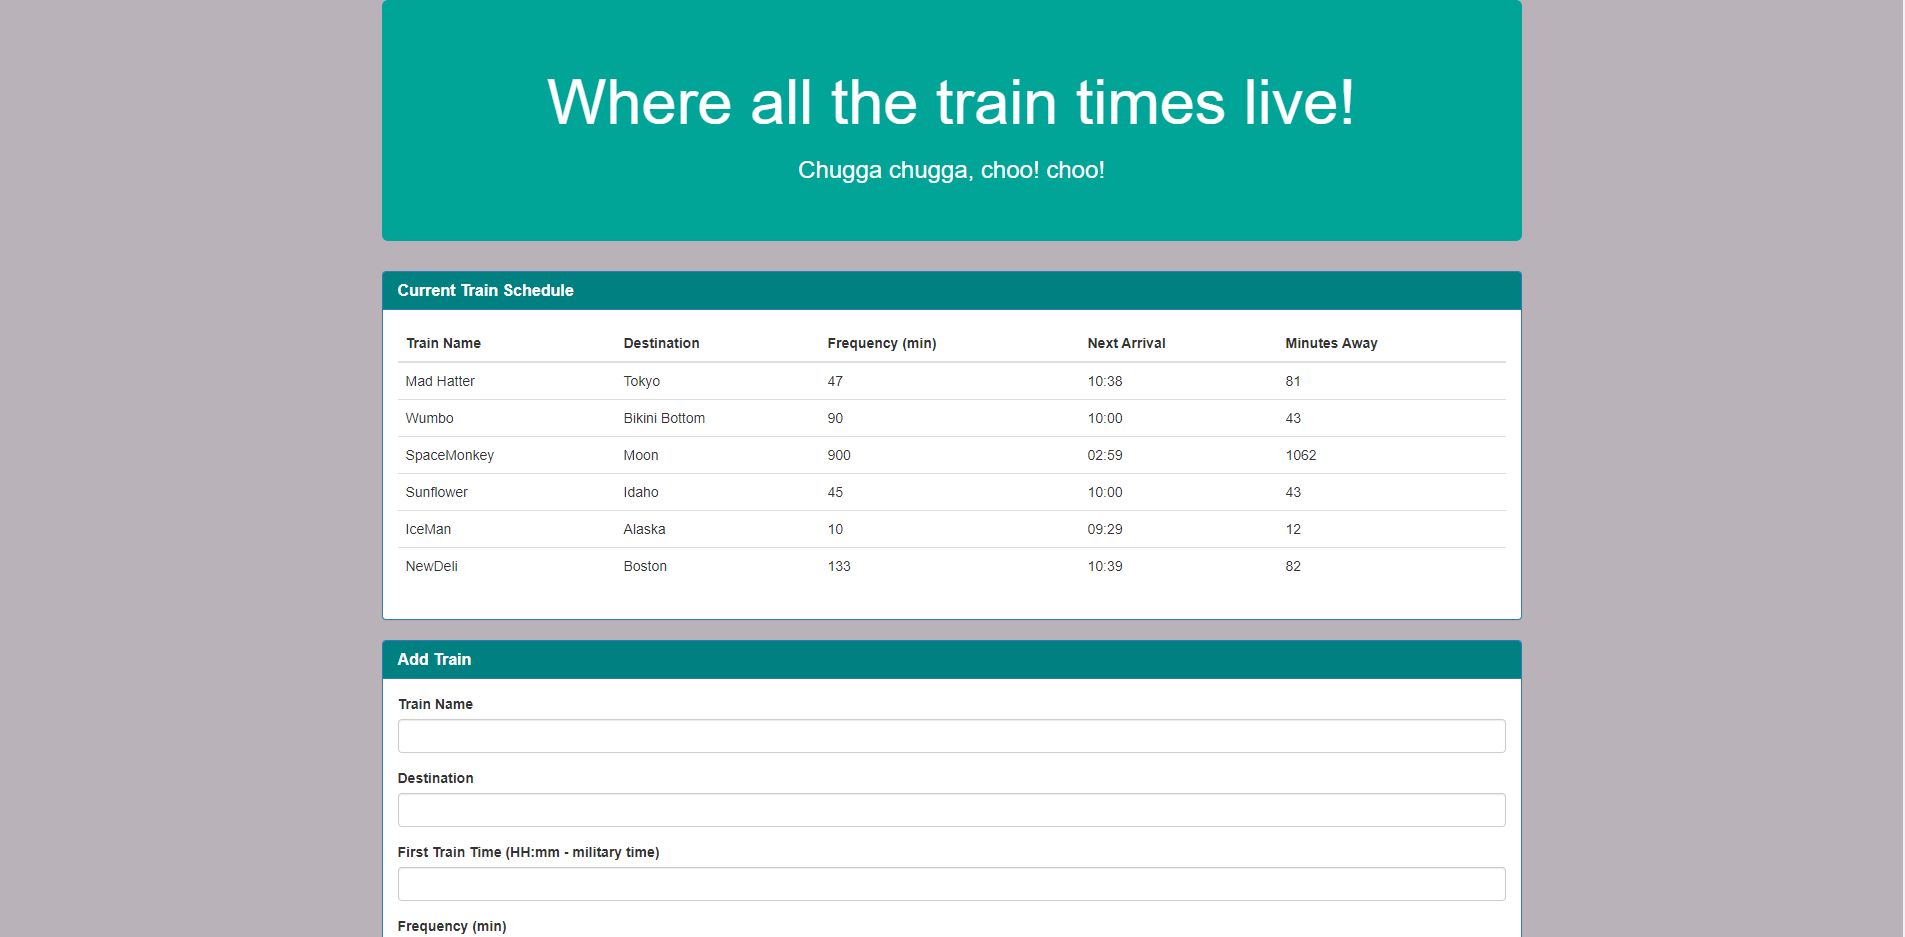 Where all the train times live!
Chugga chugga, choo! choo!
Current Train Schedule
Train Name Destination Frequency (min) Next Arrival Minutes Away
Mad Hatter Tokyo 47 10:38 81
Wumbo Bikini Bottom 90 10:00 43
SpaceMonkey Moon 900 02:59 1062
Sunflower Idaho 45 10:00 43
IceMan Alaska 10 09:29 12
NewDeli Boston 133 10:39 82
Add Train
Train Name
Destination
First Train Time (HH:mm - military time)
Frequency (min)